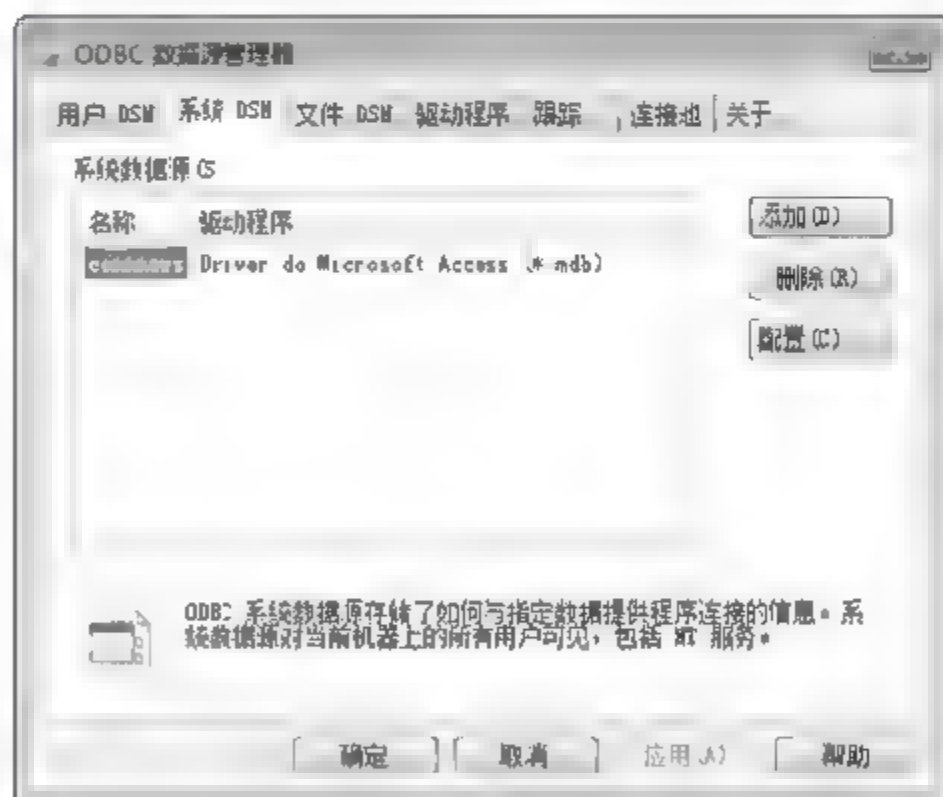 ODBC 数据源管理器
用户 DSN 系统 DSN 文件 DSN 驱动程序 跟踪 连接池 关于
系统数据源(S
名称 驱动程序
Driver do Microsoft Access (*.mdb)
添加(D)
删除(R)
配置(C)
ODBC 系统数据源存储了如何与指定数据提供程序连接的信息。系
统数据源对当前机器上的所有用户可见，包括 NT 服务。
确定 取消 应用(A) 帮助